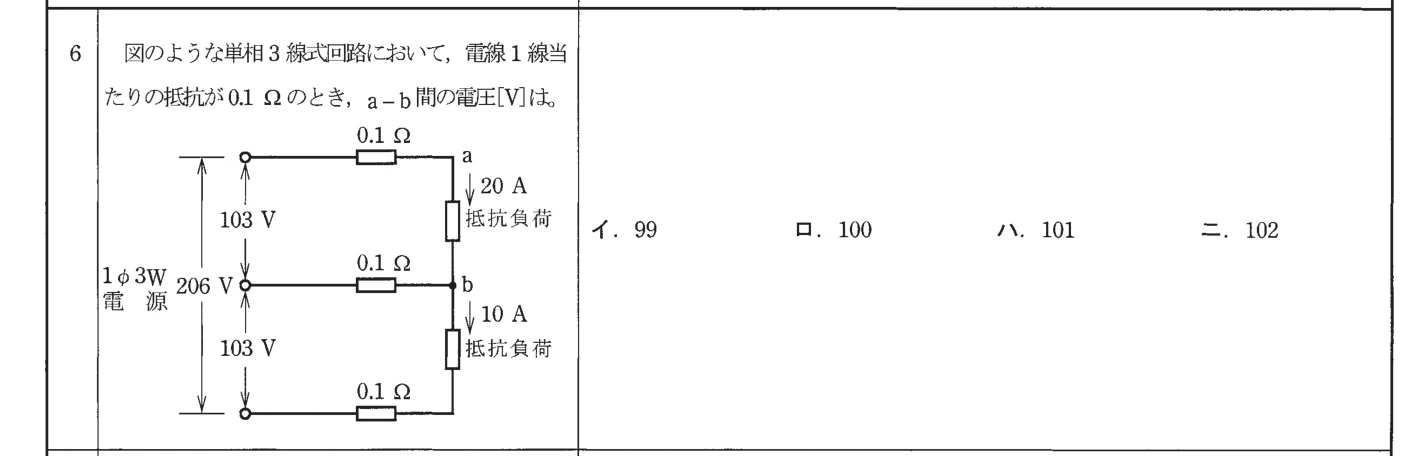 6 図のような単相3線式回路において，電線1線当
たりの抵抗が0.1 Ωのとき，a−b間の電圧[V]は。
0.1 Ω
a
20 A
抵抗負荷
103 V
0.1 Ω
b
1φ3W
電 源
206 V
10 A
抵抗負荷
103 V
0.1 Ω
イ．99 ロ．100 ハ．101 ニ．102